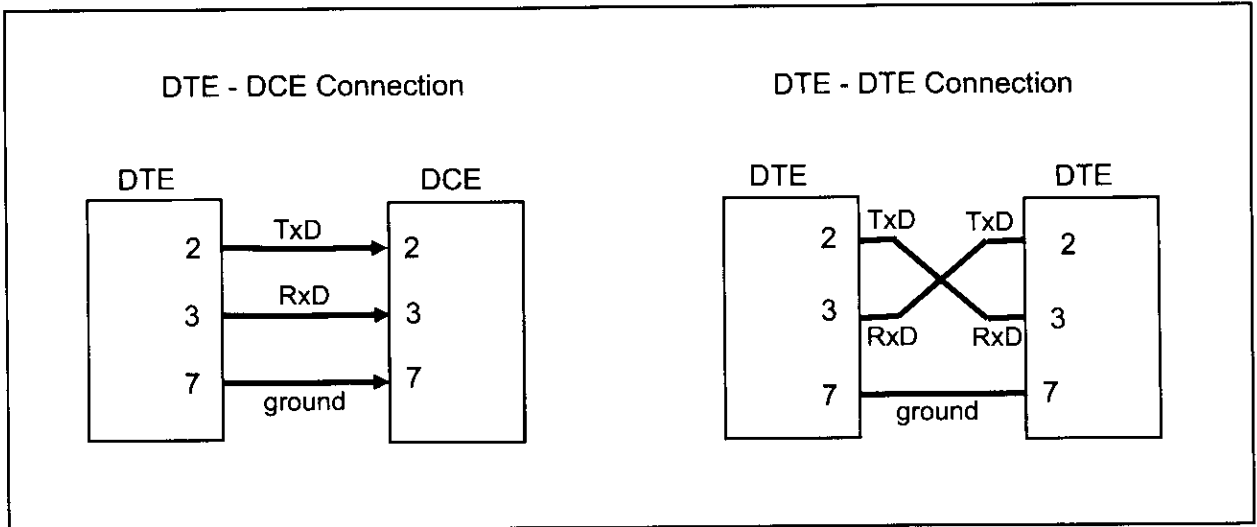 DTE - DCE Connection
DTE
DCE
2
TxD
2
3
RxD
3
7
ground
7
DTE - DTE Connection
DTE
DTE
2
TxD
TxD
2
3
RxD
RxD
3
7
ground
7